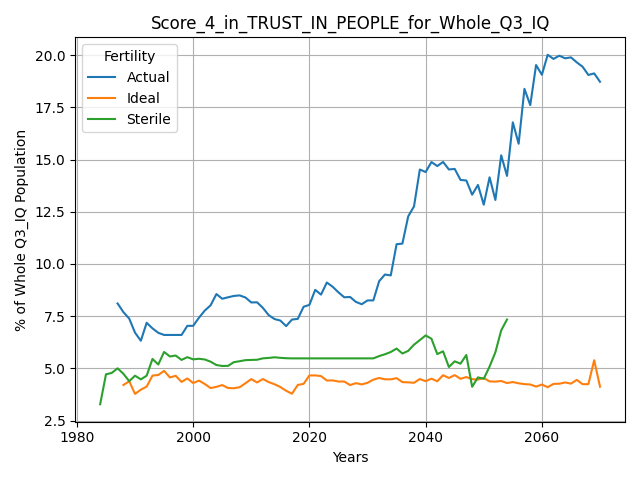 Score_4_in_TRUST_IN_PEOPLE_for_Whole_Q3_IQ
Fertility
Actual
Ideal
Sterile
% of Whole Q3_IQ Population
20.0
17.5
15.0
12.5
10.0
7.5
5.0
2.5
1980 2000 2020 2040 2060
Years